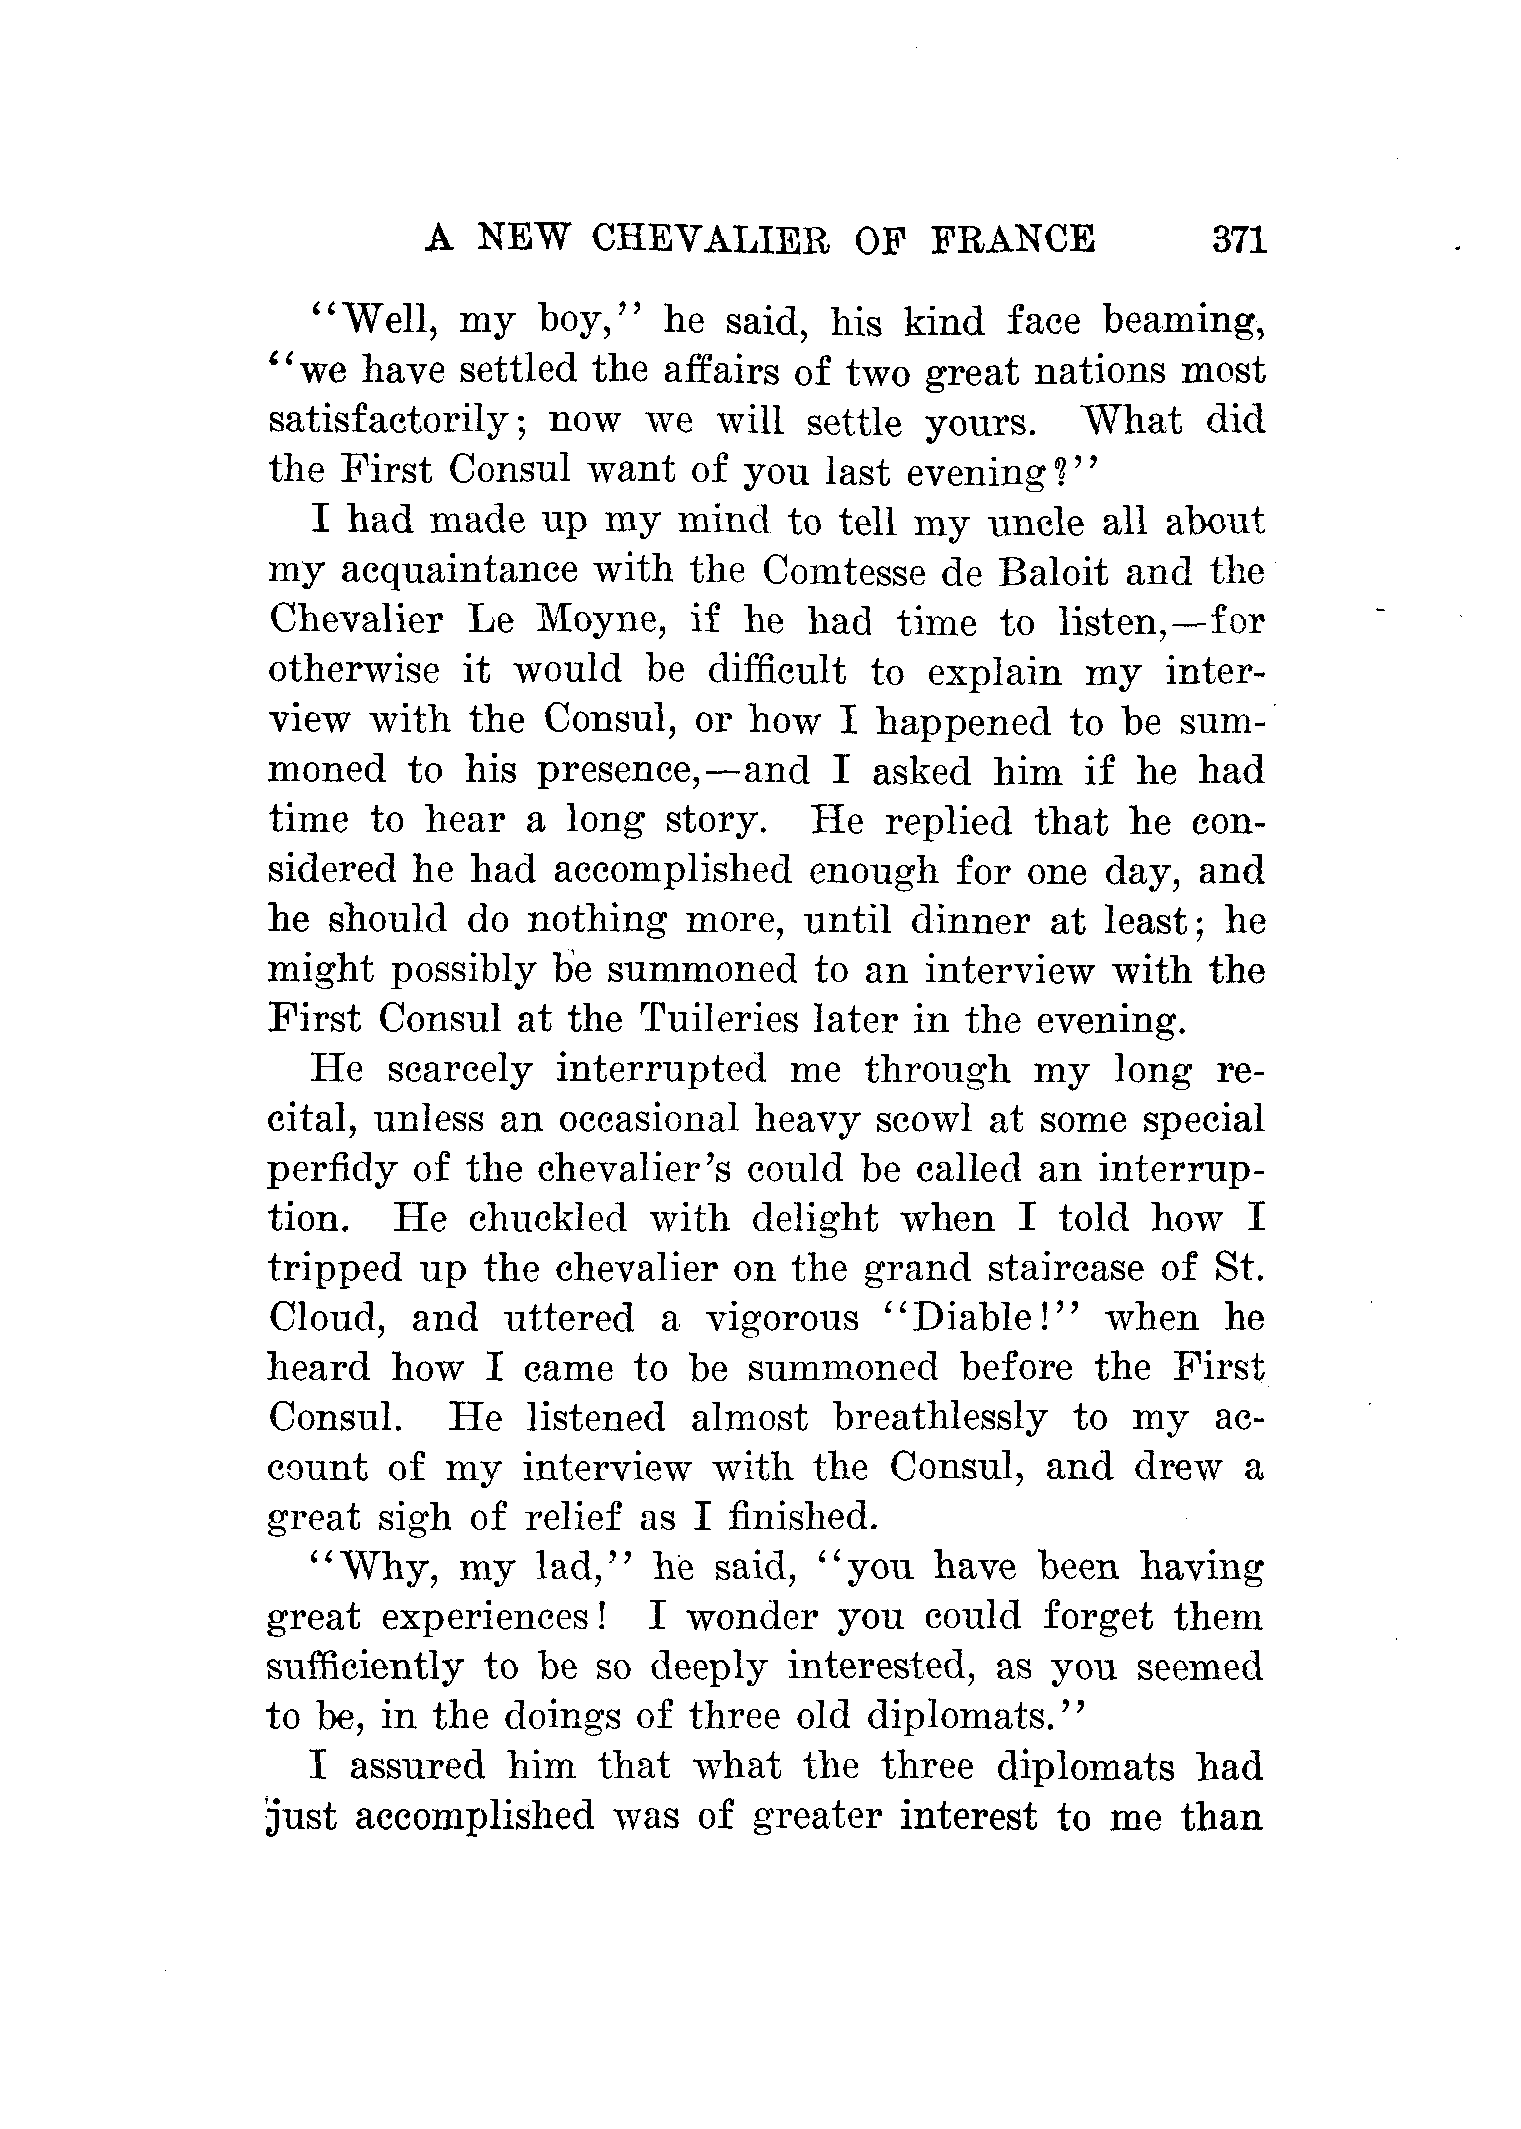 A NEW CHEVALIER OF FRANCE 371
"Well, my boy," he said, his kind face beaming,
"we have settled the affairs of two great nations most
satisfactorily; now we will settle yours. What did
the First Consul want of you last evening?"
I had made up my mind to tell my uncle all about
my acquaintance with the Comtesse de Baloit and the
Chevalier Le Moyne, if he had time to listen,—for
otherwise it would be difficult to explain my inter-
view with the Consul, or how I happened to be sum-
moned to his presence,—and I asked him if he had
time to hear a long story. He replied that he con-
sidered he had accomplished enough for one day, and
he should do nothing more, until dinner at least; he
might possibly be summoned to an interview with the
First Consul at the Tuileries later in the evening.
He scarcely interrupted me through my long re-
cital, unless an occasional heavy scowl at some special
perfidy of the chevalier's could be called an interrup-
tion. He chuckled with delight when I told how I
tripped up the chevalier on the grand staircase of St.
Cloud, and uttered a vigorous "Diable!" when he
heard how I came to be summoned before the First
Consul. He listened almost breathlessly to my ac-
count of my interview with the Consul, and drew a
great sigh of relief as I finished.
"Why, my lad," he said, "you have been having
great experiences! I wonder you could forget them
sufficiently to be so deeply interested, as you seemed
to be, in the doings of three old diplomats."
I assured him that what the three diplomats had
just accomplished was of greater interest to me than